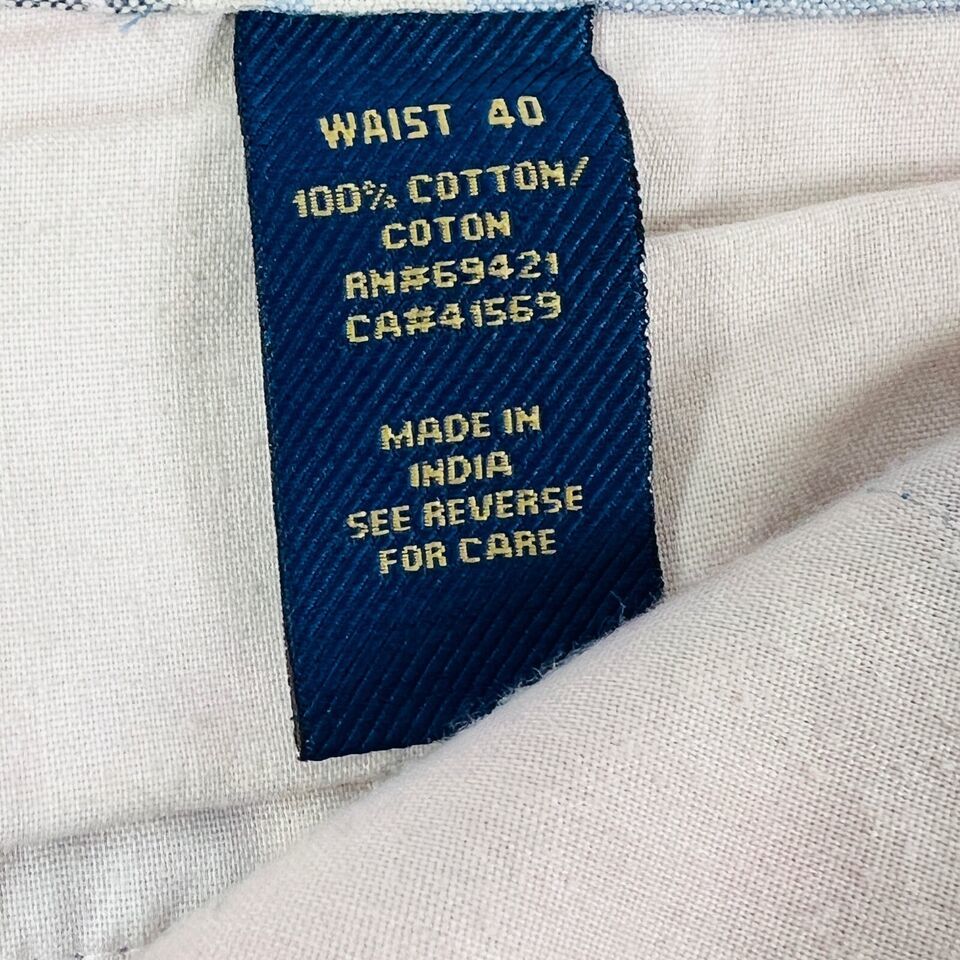 WAIST 40
100% COTTON/
COTON
RN#69421
CA#41569
MADE IN
INDIA
SEE REVERSE
FOR CARE